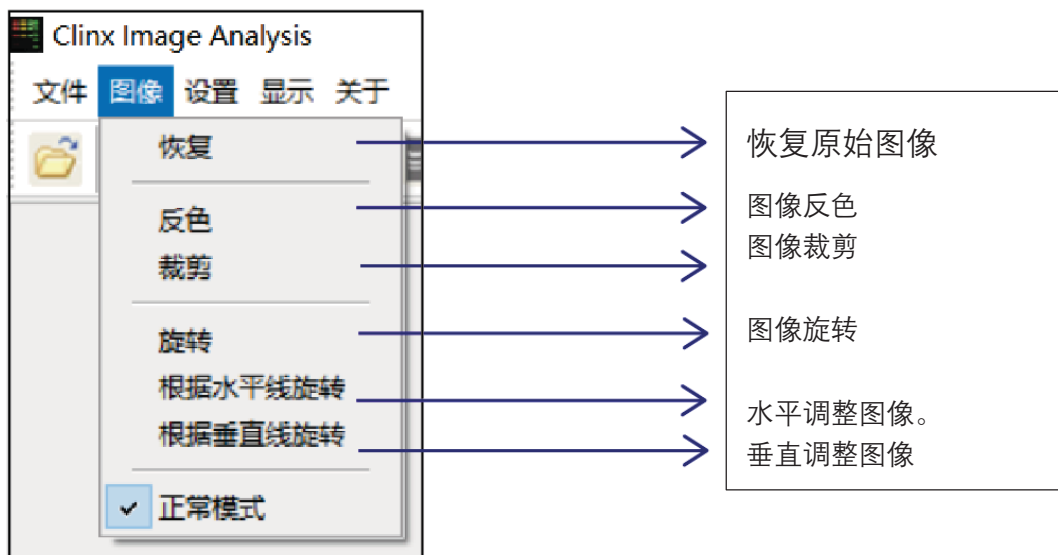 Clinx Image Analysis
文件 图像 设置 显示 关于
恢复
反色
裁剪
旋转
根据水平线旋转
根据垂直线旋转
正常模式
恢复原始图像
图像反色
图像裁剪
图像旋转
水平调整图像。
垂直调整图像